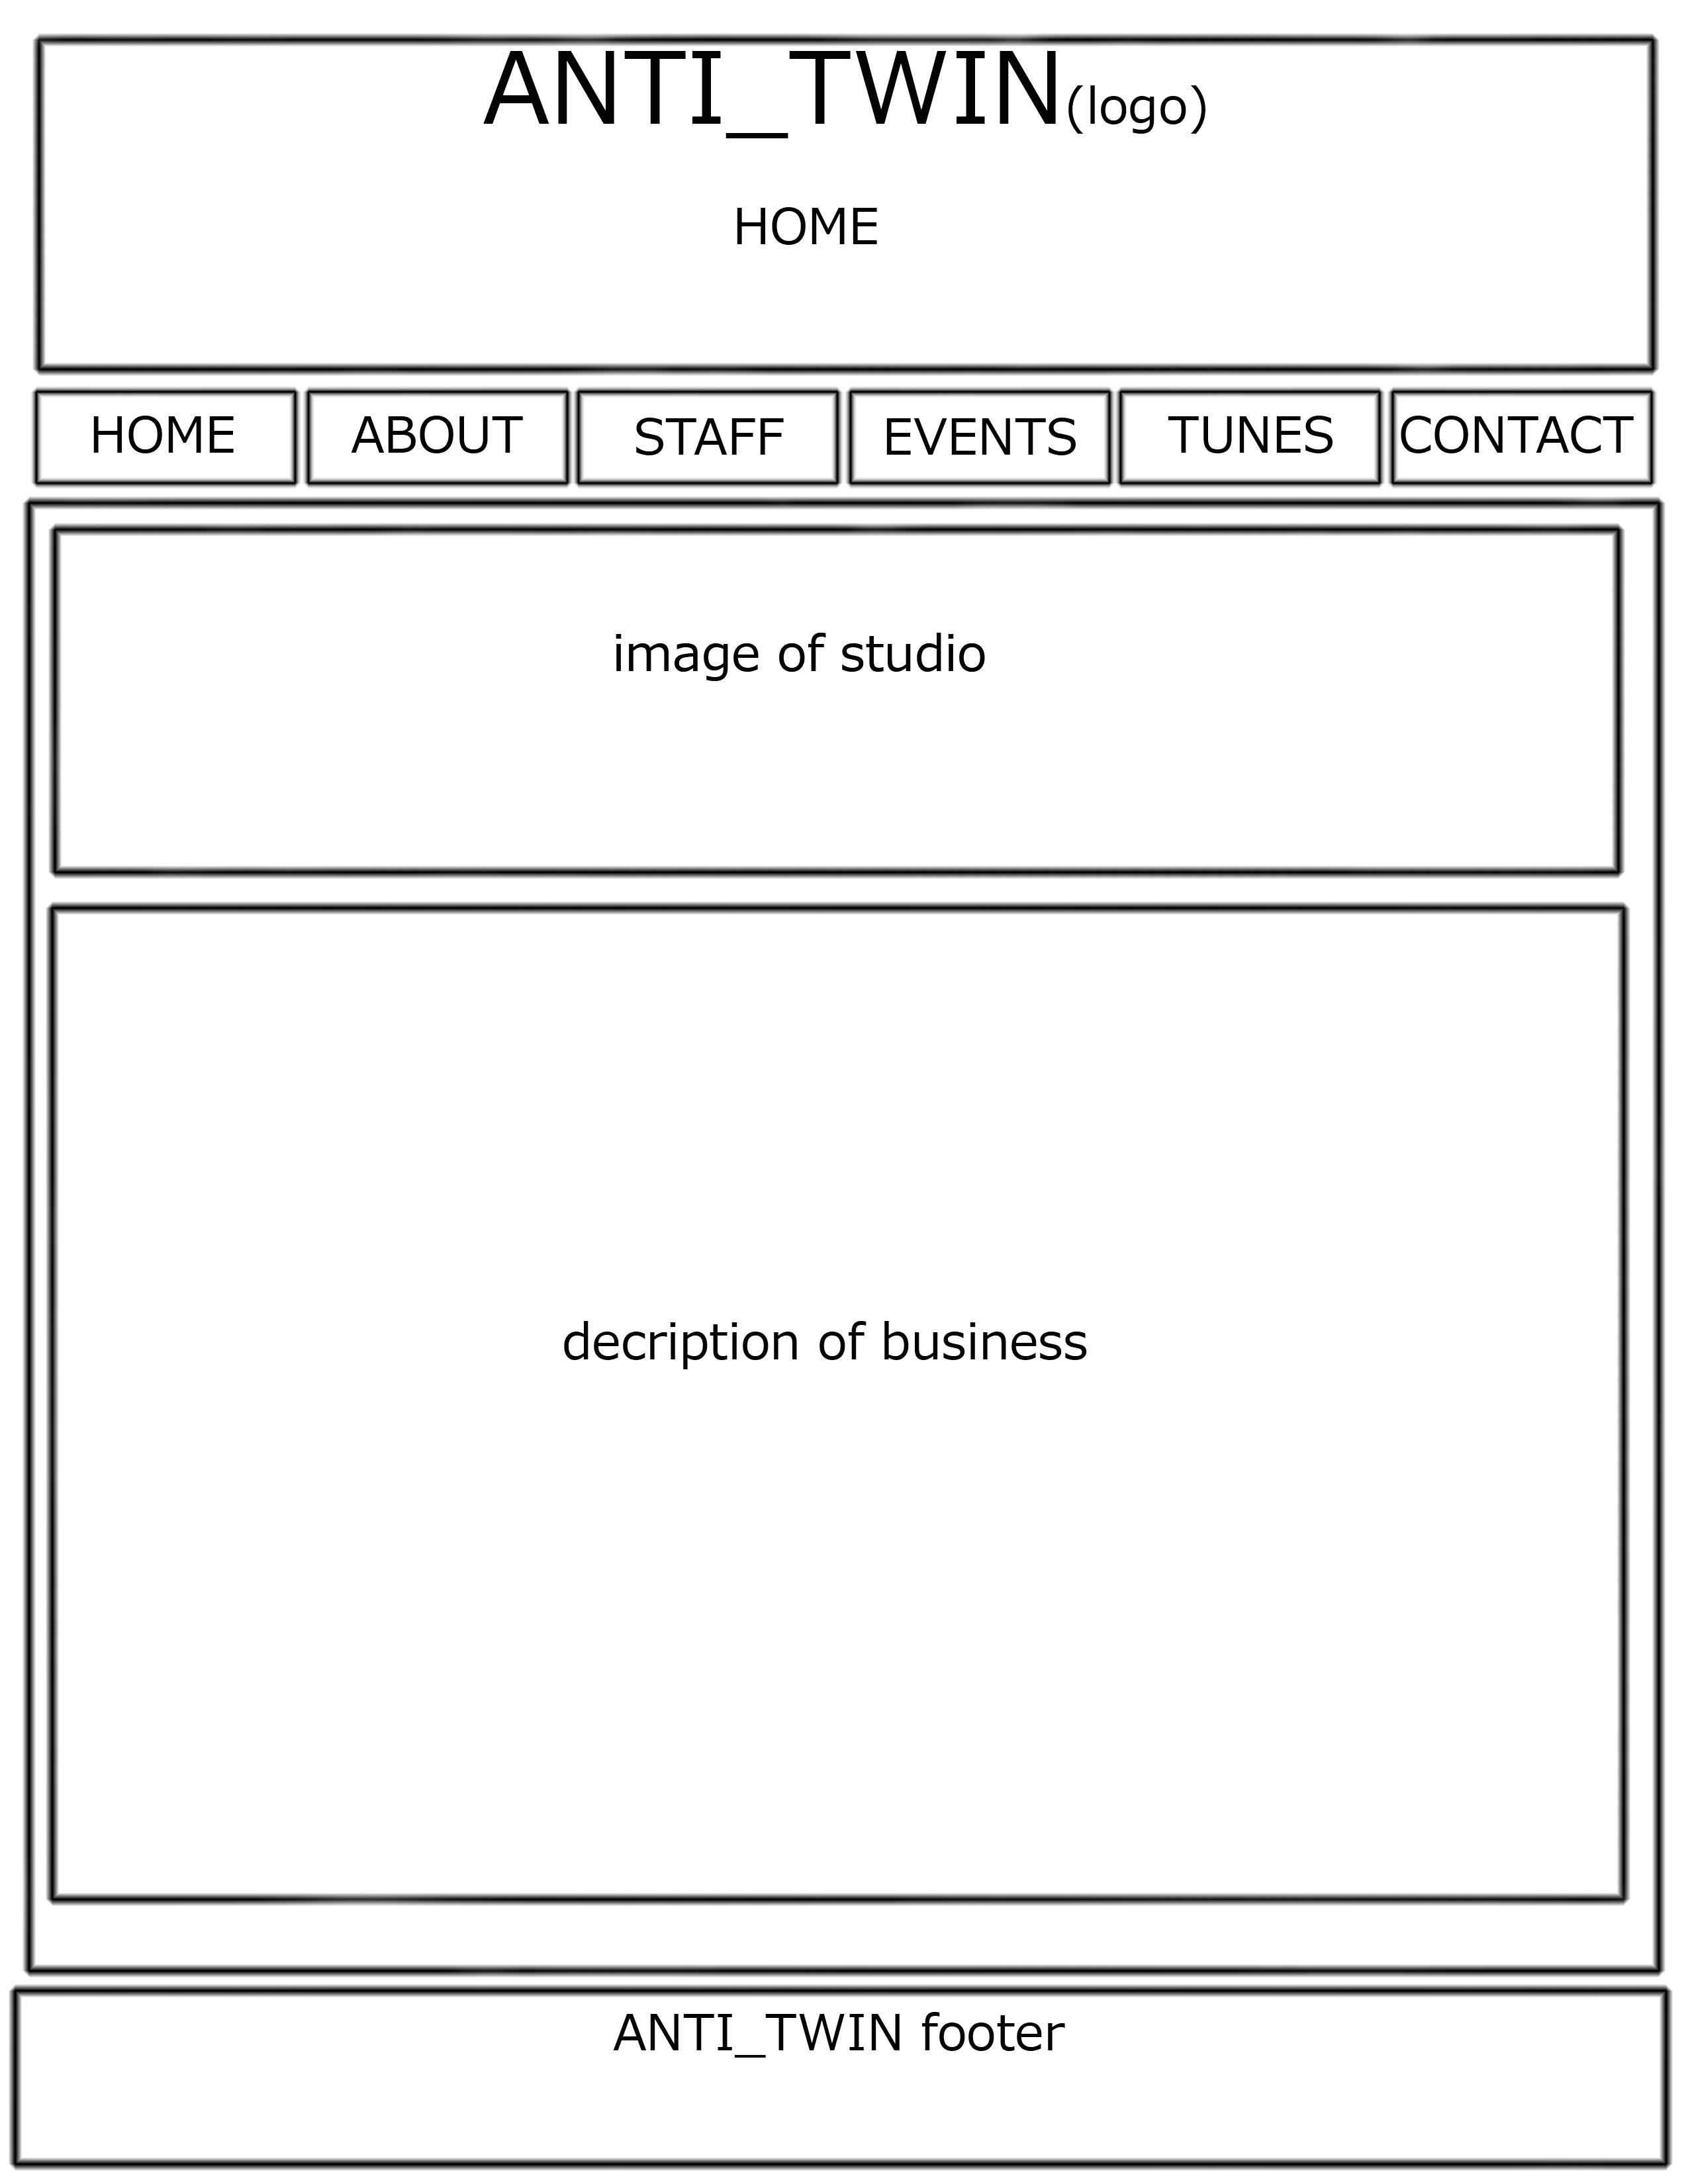 ANTI_TWIN(logo)
HOME
HOME ABOUT STAFF EVENTS TUNES CONTACT
image of studio
decription of business
ANTI_TWIN footer